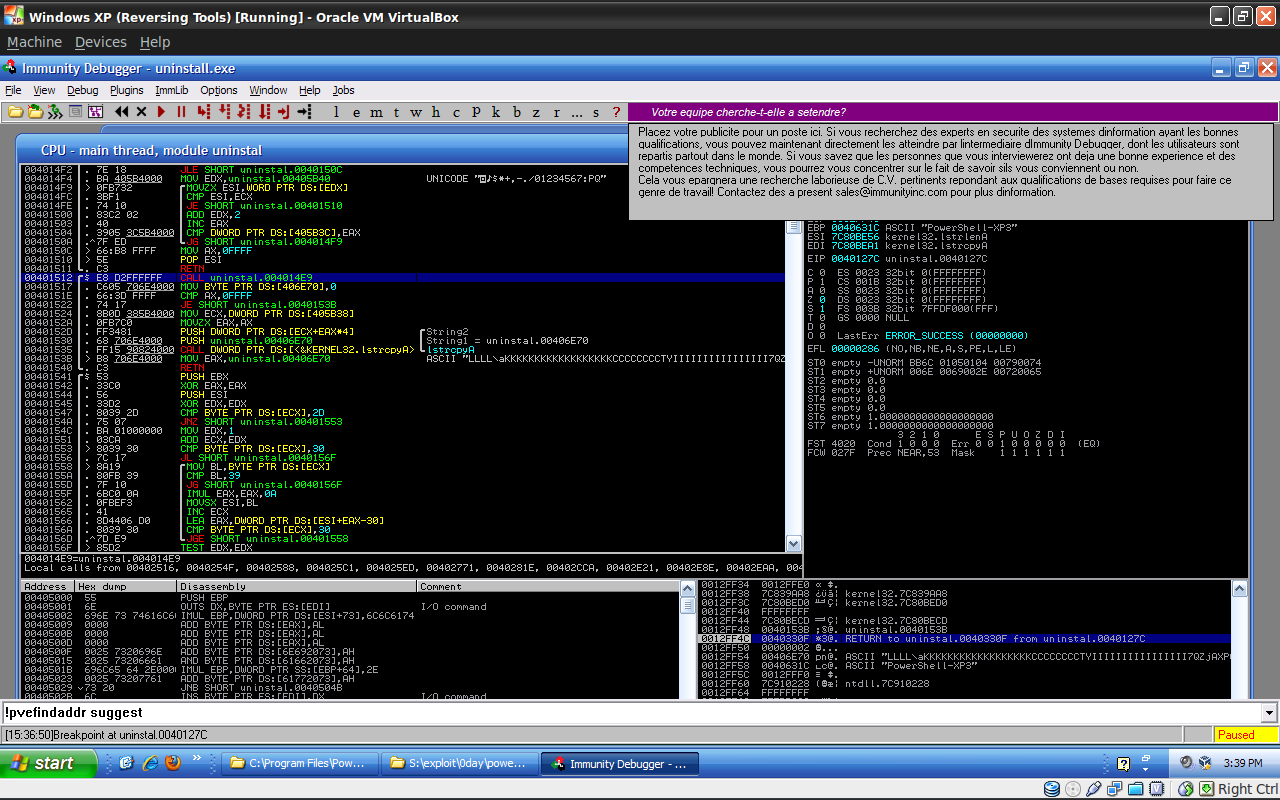 Windows XP (Reversing Tools) [Running] - Oracle VM VirtualBox
Machine Devices Help
Immunity Debugger - uninstall.exe
File View Debug Plugins ImmLib Options Window Help Jobs
l e m t w h c P k b z r ... s ?
Votre equipe cherche-t-elle a setendre?
Placez votre publicite pour un poste ici. Si vous recherchez des experts en securite des systemes dinformation ayant les bonnes
qualifications, vous pouvez maintenant directement les atteindre par lintermediaire dImmunity Debugger, dont les utilisateurs sont
repartis partout dans le monde. Si vous savez que les personnes que vous interviewerez ont deja une bonne experience et des
competences techniques, vous pourrez vous concentrer sur le fait de savoir sils vous conviennent ou non.
Cela vous epargnera une recherche laborieuse de C.V. pertinents repondant aux qualifications de bases requises pour faire ce
genre de travail! Contactez des a present sales@immunityinc.com pour plus dinformation.
CPU - main thread, module uninstal
004014F2 . 7E 18 JLE SHORT uninstal.0040150C
004014F4 . BA 405B4000 MOV EDX,uninstal.00405B40
004014F9 > 0FB732 MOVZX ESI,WORD PTR DS:[EDX]
004014FC . 3BF1 CMP ESI,ECX
004014FE . 74 10 JE SHORT uninstal.00401510
00401500 . 83C2 02 ADD EDX,2
00401503 . 40 INC EAX
00401504 . 3905 3C5B4000 CMP DWORD PTR DS:[405B3C],EAX
0040150A .^7F ED JG SHORT uninstal.004014F9
0040150C > 66:B8 FFFF MOV AX,0FFFF
00401510 > 5E POP ESI
00401511 . C3 RETN
00401512 $ E8 D2FFFFFF CALL uninstal.004014E9
00401517 . C605 706E4000 MOV BYTE PTR DS:[406E70],0
0040151E . 66:3D FFFF CMP AX,0FFFF
00401522 . 74 17 JE SHORT uninstal.0040153B
00401524 . 8B0D 385B4000 MOV ECX,DWORD PTR DS:[405B38]
0040152A . 0FB7C0 MOVZX EAX,AX
0040152D . FF3481 PUSH DWORD PTR DS:[ECX+EAX*4] String2
00401530 . 68 706E4000 PUSH uninstal.00406E70 String1 = uninstal.00406E70
00401535 . FF15 90324000 CALL DWORD PTR DS:[<&KERNEL32.lstrcpyA> lstrcpyA
0040153B > B8 706E4000 MOV EAX,uninstal.00406E70
00401540 . C3 RETN
00401541 $ 53 PUSH EBX
00401542 . 33C0 XOR EAX,EAX
00401544 . 56 PUSH ESI
00401545 . 33D2 XOR EDX,EDX
00401547 . 8039 2D CMP BYTE PTR DS:[ECX],2D
0040154A . 75 07 JNZ SHORT uninstal.00401553
0040154C . BA 01000000 MOV EDX,1
00401551 . 03CA ADD ECX,EDX
00401553 > 8039 30 CMP BYTE PTR DS:[ECX],30
00401556 . 7C 17 JL SHORT uninstal.0040156F
00401558 > 8A19 MOV BL,BYTE PTR DS:[ECX]
0040155A . 80FB 39 CMP BL,39
0040155D . 7F 10 JG SHORT uninstal.0040156F
0040155F . 6BC0 0A IMUL EAX,EAX,0A
00401562 . 0FBEF3 MOVSX ESI,BL
00401565 . 41 INC ECX
00401566 . 8D4406 D0 LEA EAX,DWORD PTR DS:[ESI+EAX-30]
0040156A . 8039 30 CMP BYTE PTR DS:[ECX],30
0040156D .^7D E9 JGE SHORT uninstal.00401558
0040156F > 85D2 TEST EDX,EDX
004014E9=uninstal.004014E9
Local calls from 00402516, 0040254F, 00402588, 004025C1, 004025ED, 00402771, 0040281E, 00402CCA, 00402E21, 00402E8E, 00402EAA, 004
EBP 0040631C ASCII "PowerShell-XP3"
ESI 7C80BE56 kernel32.lstrlenA
EDI 7C80BEA1 kernel32.lstrcpyA
EIP 0040127C uninstal.0040127C
C 0 ES 0023 32bit 0(FFFFFFFF)
P 1 CS 001B 32bit 0(FFFFFFFF)
A 0 SS 0023 32bit 0(FFFFFFFF)
Z 0 DS 0023 32bit 0(FFFFFFFF)
S 1 FS 003B 32bit 7FFDF000(FFF)
T 0 GS 0000 NULL
D 0
O 0 LastErr ERROR_SUCCESS (00000000)
EFL 00000286 (NO,NB,NE,A,S,PE,L,LE)
ST0 empty -UNORM BB6C 01050104 00790074
ST1 empty +UNORM 006E 0069002E 00720065
ST2 empty 0.0
ST3 empty 0.0
ST4 empty 0.0
ST5 empty 0.0
ST6 empty 1.0000000000000000000
ST7 empty 1.0000000000000000000
3 2 1 0 E S P U O Z D I
FST 4020 Cond 1 0 0 0 Err 0 0 1 0 0 0 0 0 (EQ)
FCW 027F Prec NEAR,53 Mask 1 1 1 1 1 1
Address Hex dump Disassembly Comment
00405000 55 PUSH EBP
00405001 6E OUTS DX,BYTE PTR ES:[EDI] I/O command
00405002 696E 73 74616C6 IMUL EBP,DWORD PTR DS:[ESI+73],6C6C6174
00405009 0000 ADD BYTE PTR DS:[EAX],AL
0040500B 0000 ADD BYTE PTR DS:[EAX],AL
0040500D 0000 ADD BYTE PTR DS:[EAX],AL
0040500F 0025 7320696E ADD BYTE PTR DS:[6E692073],AH
00405015 2025 73206661 AND BYTE PTR DS:[61662073],AH
0040501B 696C65 64 2E0000 IMUL EBP,DWORD PTR SS:[EBP+64],2E
00405023 0025 73207761 ADD BYTE PTR DS:[61772073],AH
00405029 73 20 JNB SHORT uninstal.0040504B
0040502B 6C INS BYTE PTR ES:[EDI],DX I/O command
0012FF34 0012FFE0
0012FF38 7C839AA8 kernel32.7C839AA8
0012FF3C 7C80BED0 kernel32.7C80BED0
0012FF40 FFFFFFFF
0012FF44 7C80BECD kernel32.7C80BECD
0012FF48 0040153B uninstal.0040153B
0012FF4C 0040330F RETURN to uninstal.0040330F from uninstal.0040127C
0012FF50 00000002
0012FF54 00406E70
0012FF58 0040631C ASCII "PowerShell-XP3"
0012FF5C 0012FFF0
0012FF60 7C910228 ntdll.7C910228
0012FF64 FFFFFFFF
!pvefindaddr suggest
[15:36:50]Breakpoint at uninstal.0040127C
Paused
start
C:\Program Files\Pow...
S:\exploit\0day\powe...
Immunity Debugger - ...
3:39 PM
Right Ctrl